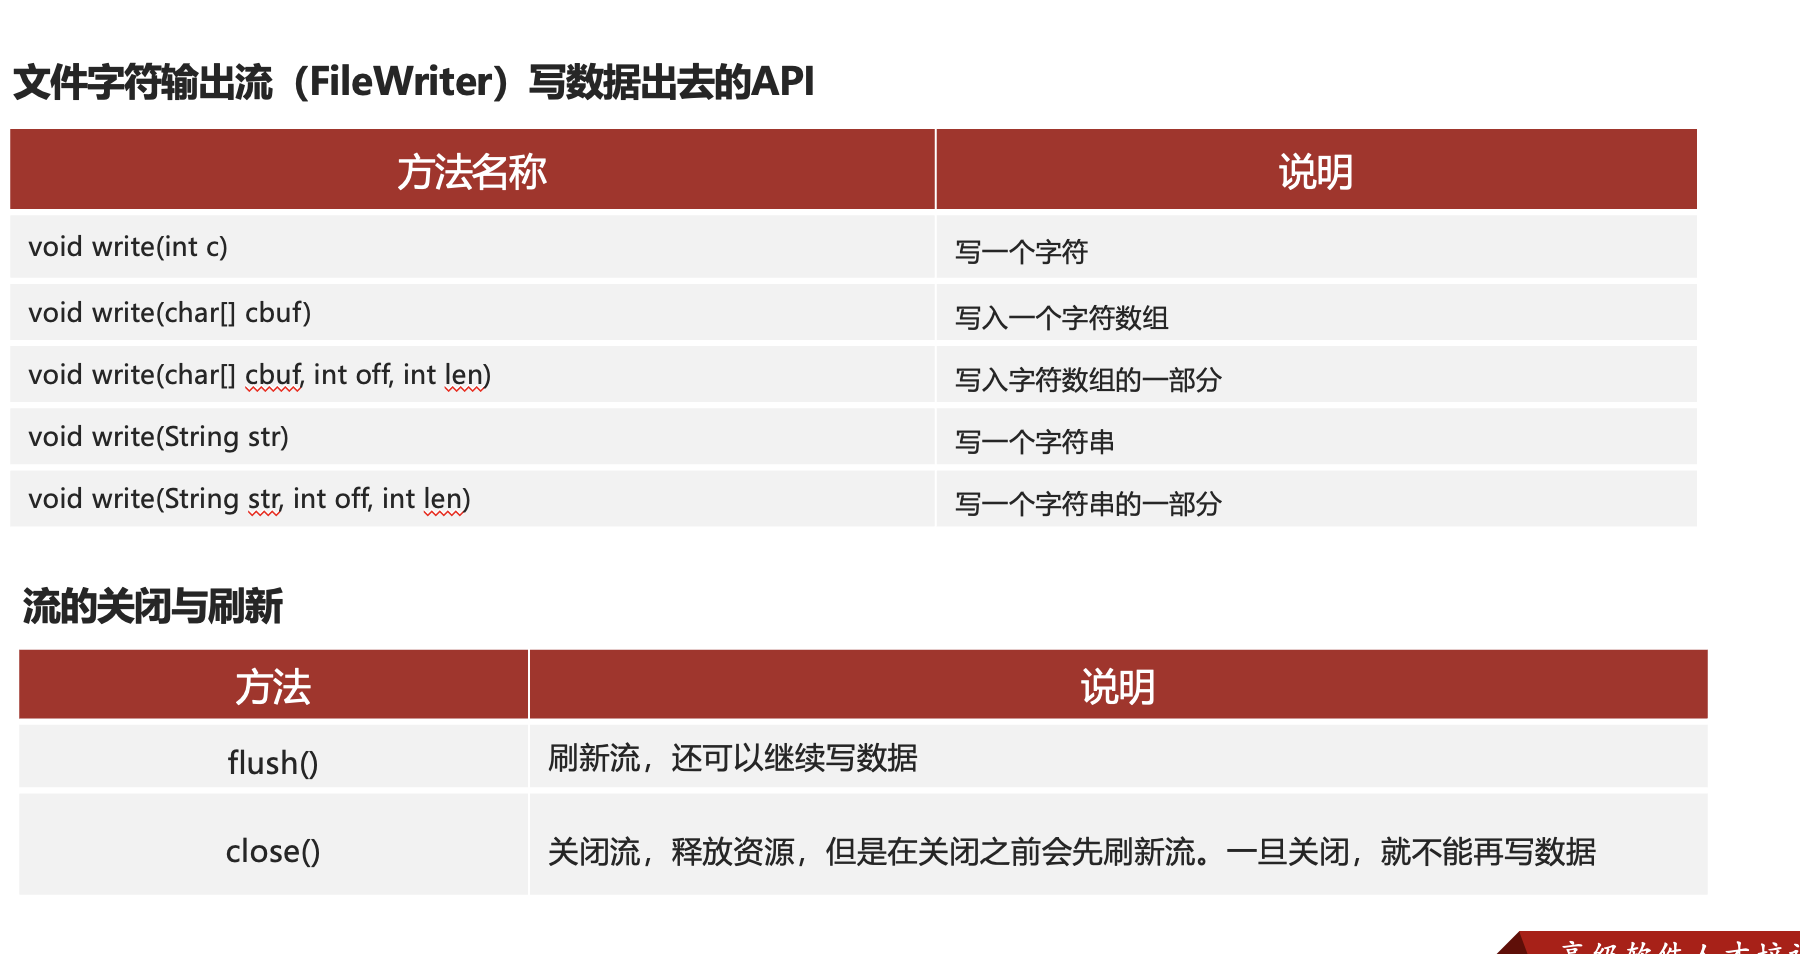 文件字符输出流（FileWriter）写数据出去的API
方法名称 说明
void write(int c) 写一个字符
void write(char[] cbuf) 写入一个字符数组
void write(char[] cbuf, int off, int len) 写入字符数组的一部分
void write(String str) 写一个字符串
void write(String str, int off, int len) 写一个字符串的一部分
流的关闭与刷新
方法 说明
flush() 刷新流，还可以继续写数据
close() 关闭流，释放资源，但是在关闭之前会先刷新流。一旦关闭，就不能再写数据
高级软件人才培